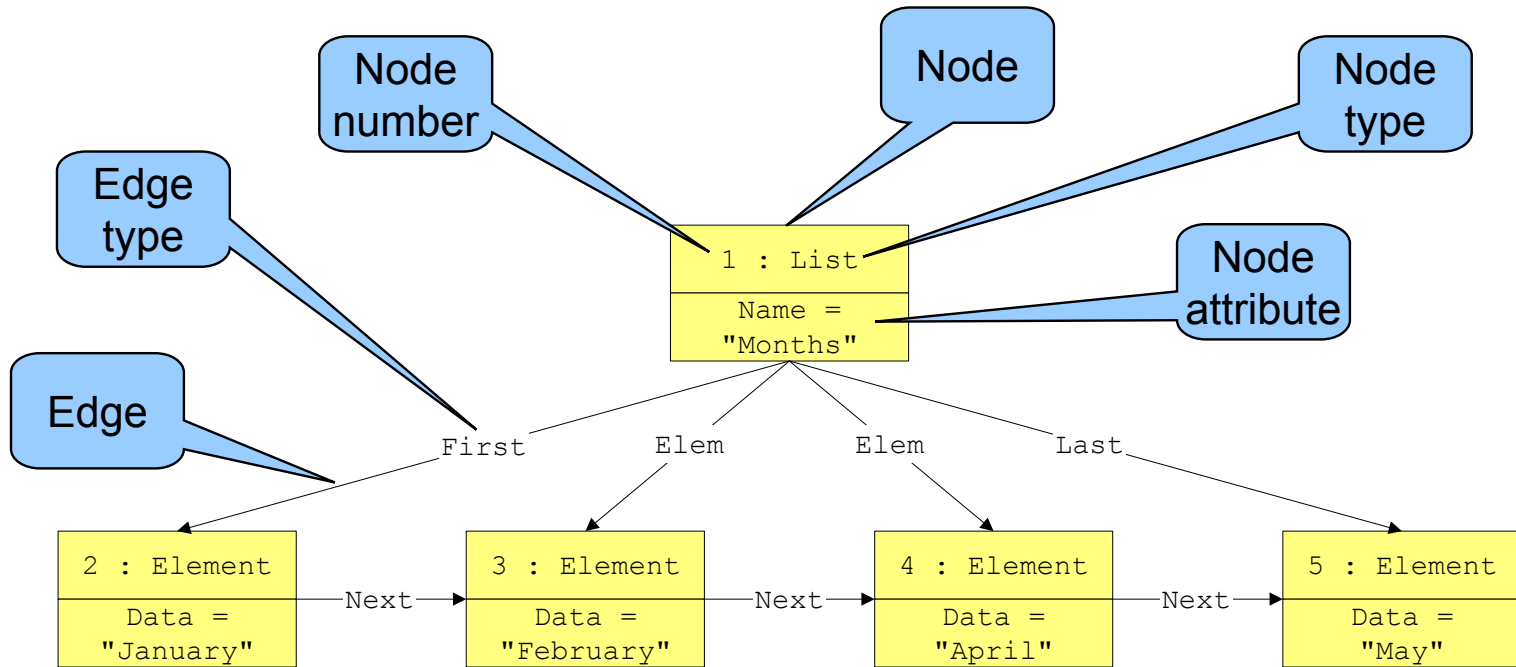 Node
number
Node
Node
type
Edge
type
1 : List
Name =
"Months"
Node
attribute
Edge
First
Elem
Elem
Last
2 : Element
Data =
"January"
Next
3 : Element
Data =
"February"
Next
4 : Element
Data =
"April"
Next
5 : Element
Data =
"May"